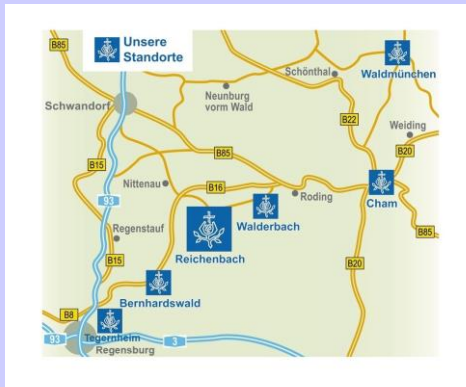 B85
Unsere
Standorte
Waldmünchen
Schönthal
Neunburg
vorm Wald
Schwandorf
B22
Weiding
B20
B85
B15
Nittenau
B16
Roding
Cham
93
Walderbach
Regenstauf
Reichenbach
B85
B15
B20
Bernhardswald
B8
Tegernheim
93
Regensburg
3